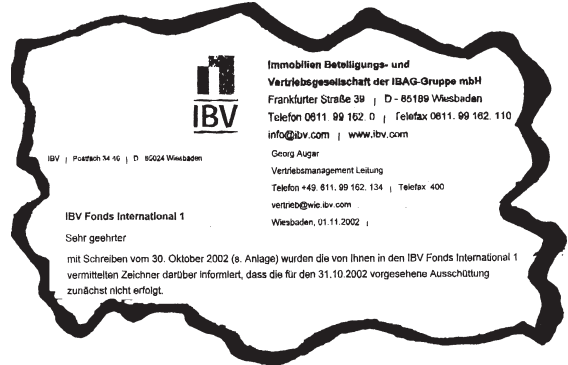 IBV
Immobilien Beteiligungs- und
Vertriebsgesellschaft der IBAG-Gruppe mbH
Frankfurter Straße 39 | D - 65189 Wiesbaden
Telefon 0611. 99 162. 0 | Telefax 0611. 99 162. 110
info@ibv.com | www.ibv.com
IBV | Postfach 34 46 | D 65024 Wiesbaden
Georg Augar
Vertriebsmanagement Leitung
Telefon +49. 611. 99 162. 134 | Telefax 400
vertrieb@wie.ibv.com
Wiesbaden, 01.11.2002 |
IBV Fonds International 1
Sehr geehrter
mit Schreiben vom 30. Oktober 2002 (s. Anlage) wurden die von Ihnen in den IBV Fonds International 1
vermittelten Zeichner darüber informiert, dass die für den 31.10.2002 vorgesehene Ausschüttung
zunächst nicht erfolgt.